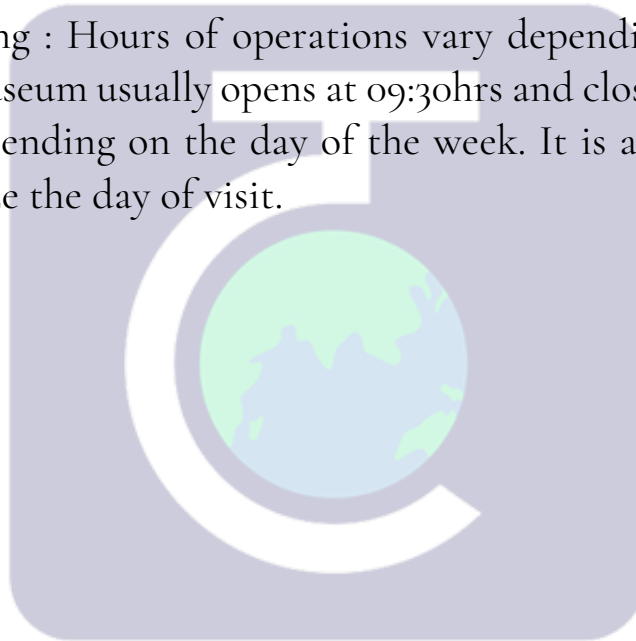 ng : Hours of operations vary dependi
useum usually opens at 09:30hrs and clos
ending on the day of the week. It is a
e the day of visit.